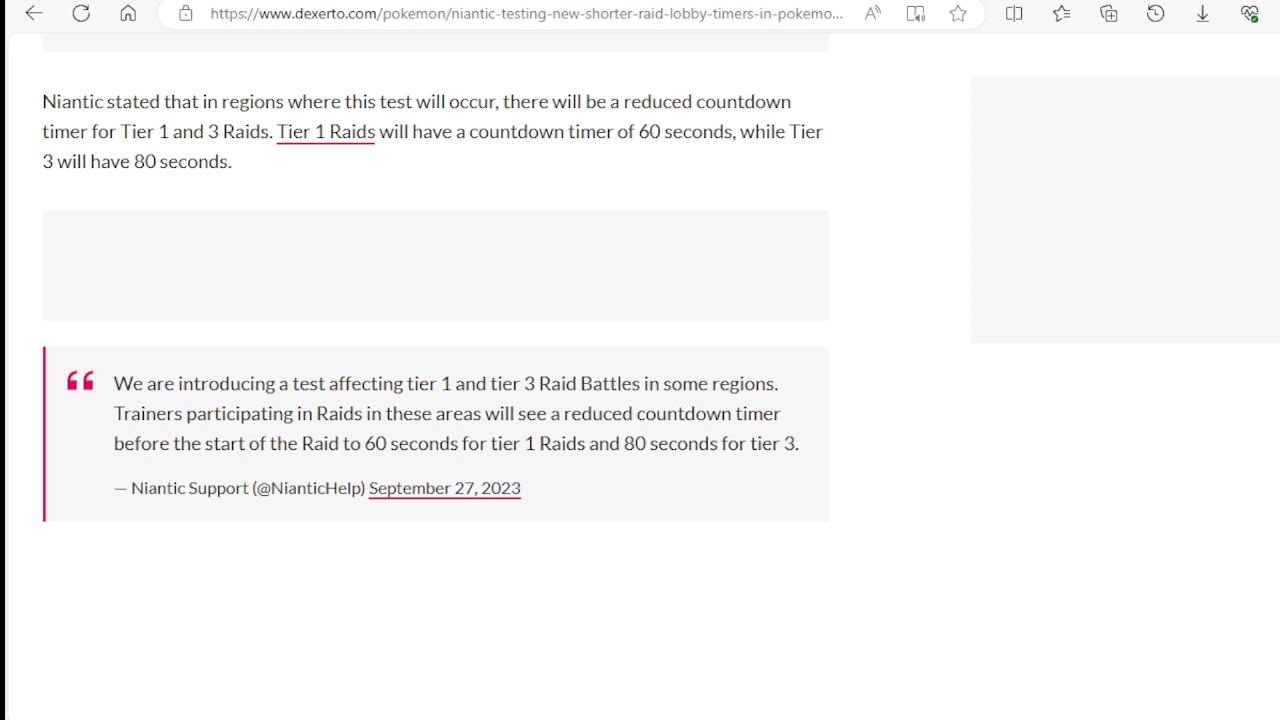 https://www.dexerto.com/pokemon/niantic-testing-new-shorter-raid-lobby-timers-in-pokemo...
Niantic stated that in regions where this test will occur, there will be a reduced countdown
timer for Tier 1 and 3 Raids. Tier 1 Raids will have a countdown timer of 60 seconds, while Tier
3 will have 80 seconds.
We are introducing a test affecting tier 1 and tier 3 Raid Battles in some regions.
Trainers participating in Raids in these areas will see a reduced countdown timer
before the start of the Raid to 60 seconds for tier 1 Raids and 80 seconds for tier 3.
— Niantic Support (@NianticHelp) September 27, 2023